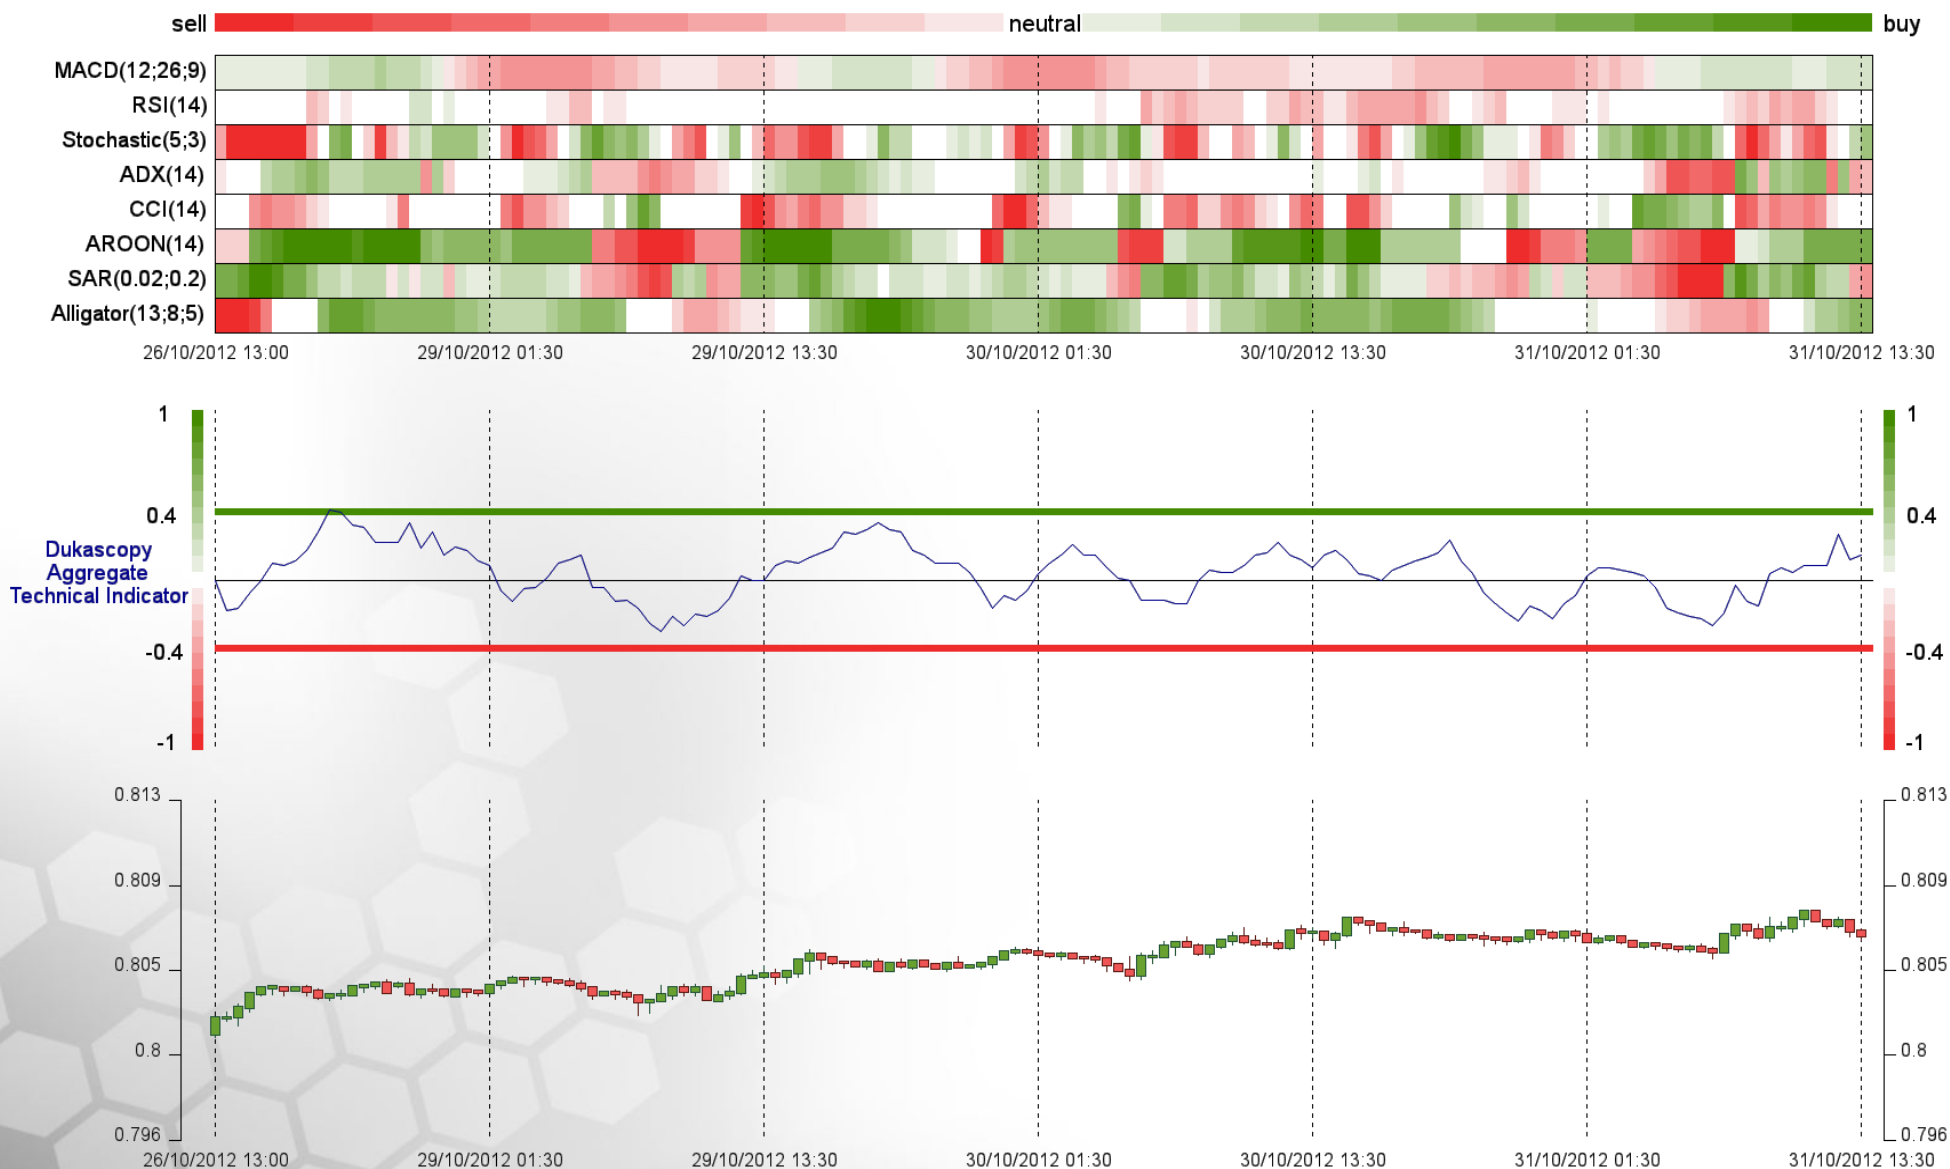 sell neutral buy
MACD(12;26;9)
RSI(14)
Stochastic(5;3)
ADX(14)
CCI(14)
AROON(14)
SAR(0.02;0.2)
Alligator(13;8;5)
26/10/2012 13:00 29/10/2012 01:30 29/10/2012 13:30 30/10/2012 01:30 30/10/2012 13:30 31/10/2012 01:30 31/10/2012 13:30
1 1
0.4 0.4
Dukascopy
Aggregate
Technical Indicator
-0.4 -0.4
-1 -1
0.813 0.813
0.809 0.809
0.805 0.805
0.8 0.8
0.796 0.796
26/10/2012 13:00 29/10/2012 01:30 29/10/2012 13:30 30/10/2012 01:30 30/10/2012 13:30 31/10/2012 01:30 31/10/2012 13:30